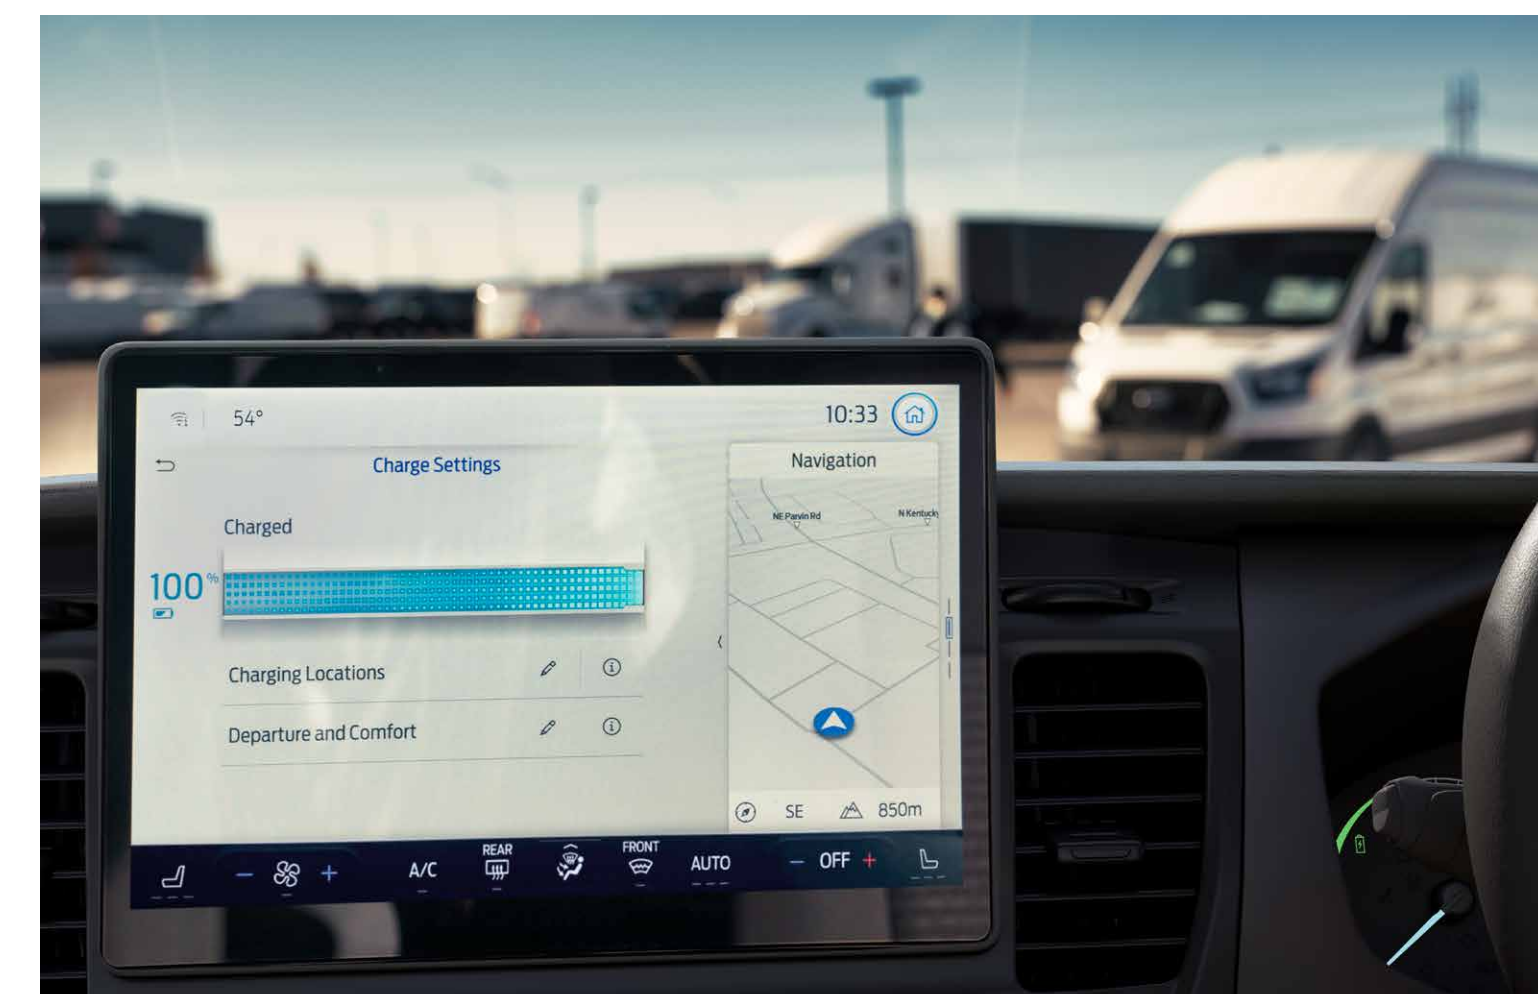 54°
10:33
Charge Settings
Navigation
Charged
NE Parvin Rd
N Kentucky
100%
Charging Locations
Departure and Comfort
SE
850m
A/C
REAR
FRONT
AUTO
- OFF +